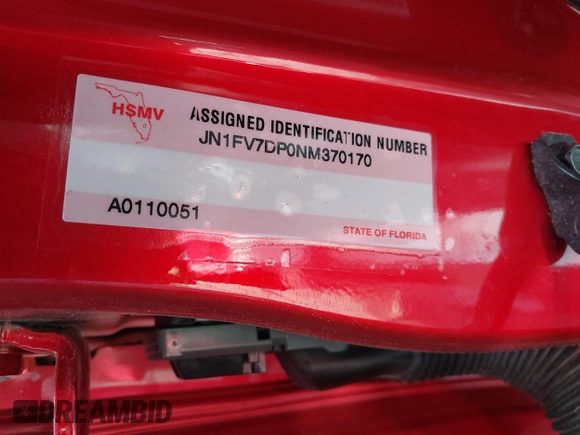 HSMV
ASSIGNED IDENTIFICATION NUMBER
JN1FV7DP0NM370170
A0110051
STATE OF FLORIDA
DREAMBID